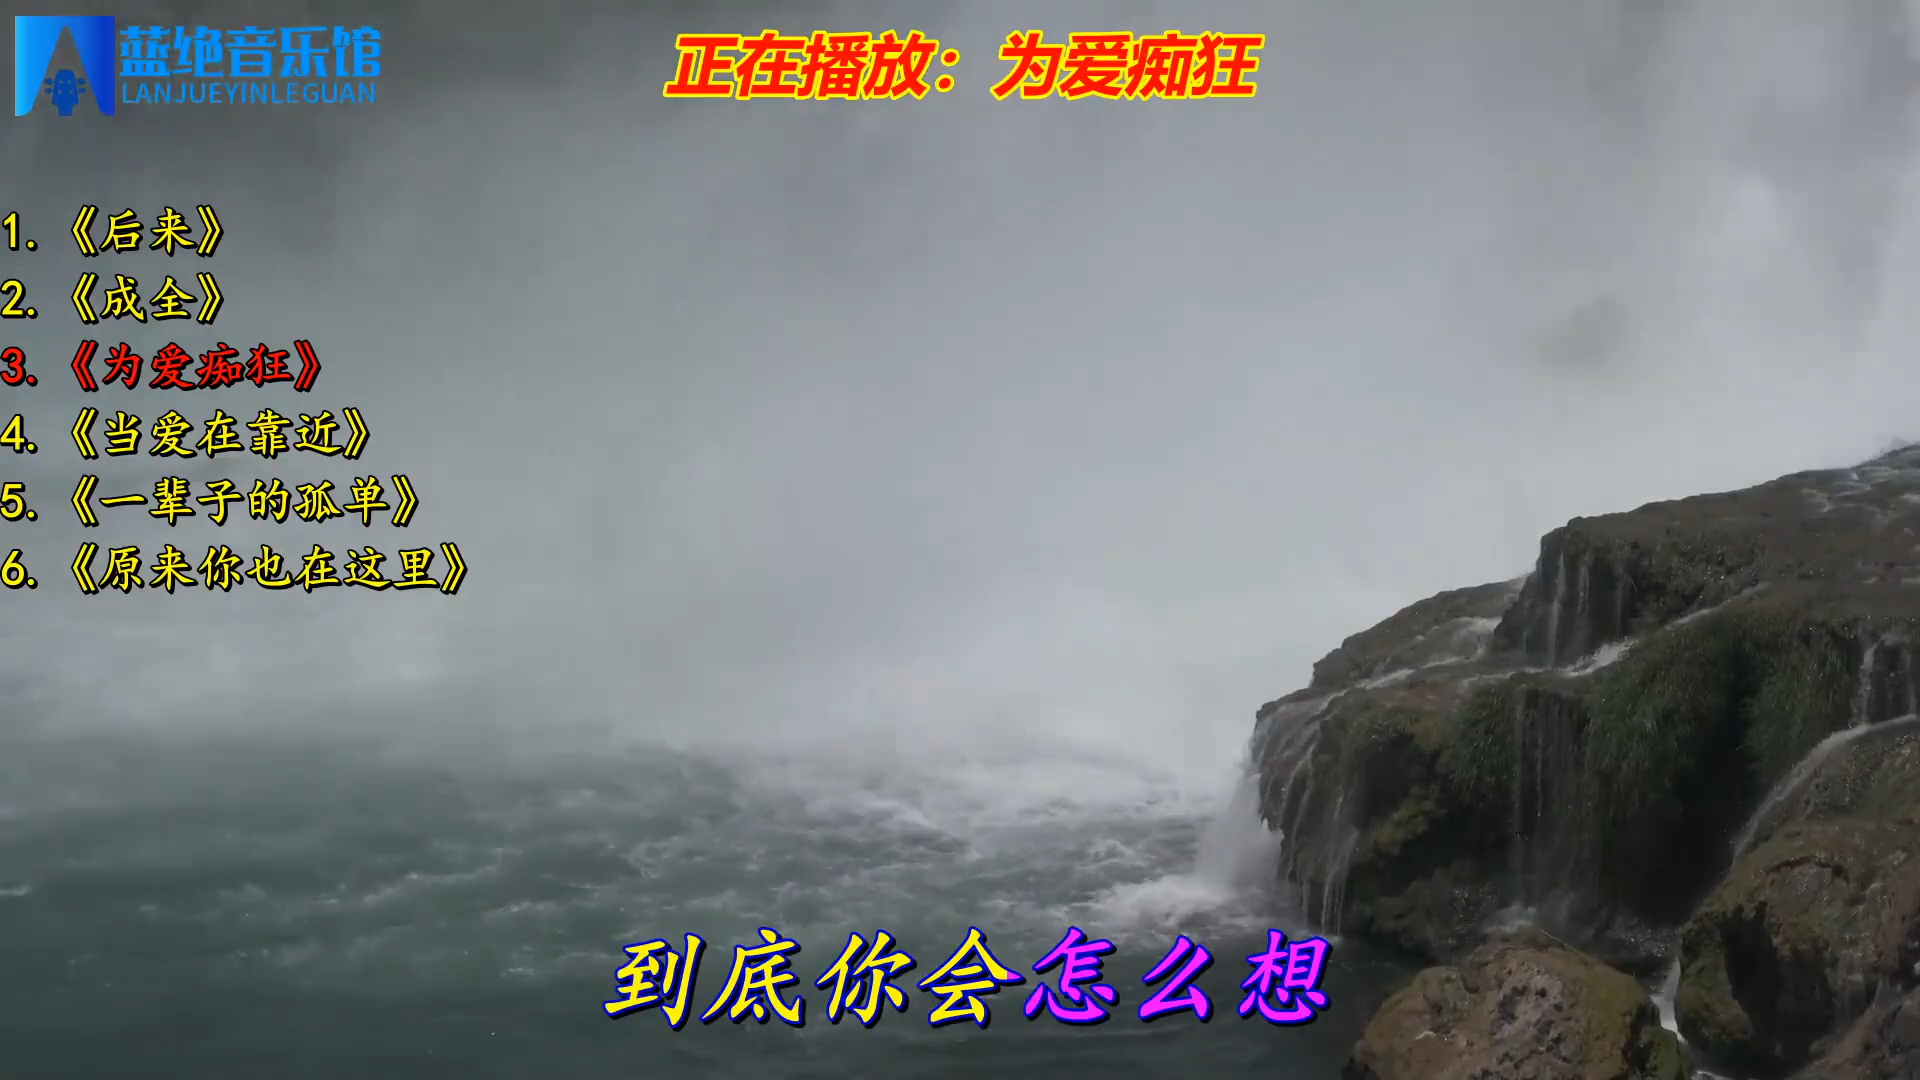 蓝绝音乐馆
LANJUEYINLEGUAN
正在播放：为爱痴狂
1.《后来》
2.《成全》
3.《为爱痴狂》
4.《当爱在靠近》
5.《一辈子的孤单》
6.《原来你也在这里》
到底你会怎么想